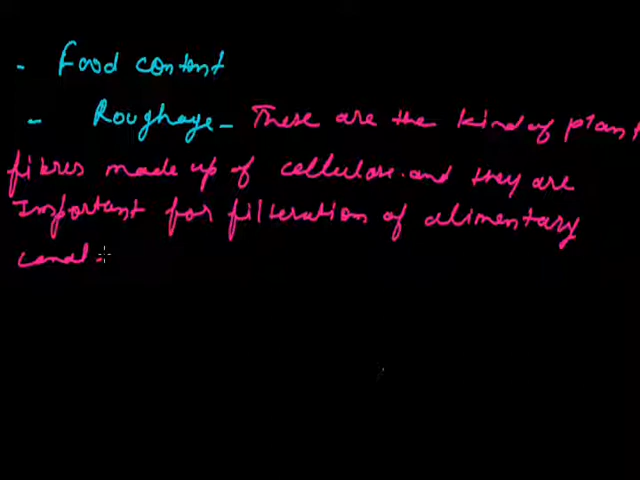 - Food content
- Roughage - These are the kind of plant
fibres made up of cellulose. and they are
Important for filteration of alimentary
canal.